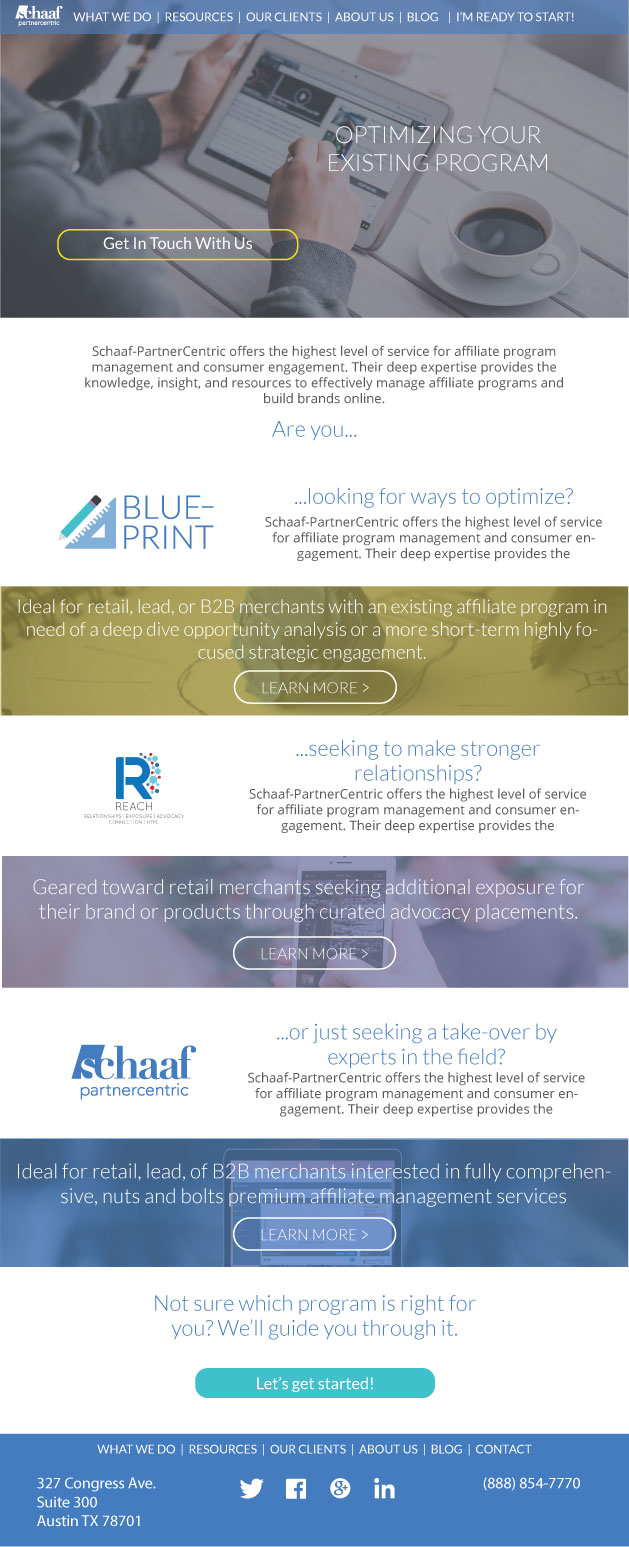 schaaf
partnercentric
WHAT WE DO | RESOURCES | OUR CLIENTS | ABOUT US | BLOG | I'M READY TO START!
OPTIMIZING YOUR
EXISTING PROGRAM
Get In Touch With Us
Schaaf-PartnerCentric offers the highest level of service for affiliate program
management and consumer engagement. Their deep expertise provides the
knowledge, insight, and resources to effectively manage affiliate programs and
build brands online.
Are you...
BLUE-
PRINT
...looking for ways to optimize?
Schaaf-PartnerCentric offers the highest level of service
for affiliate program management and consumer en-
gagement. Their deep expertise provides the
Ideal for retail, lead, or B2B merchants with an existing affiliate program in
need of a deep dive opportunity analysis or a more short-term highly fo-
cused strategic engagement.
LEARN MORE >
R
REACH
RELATIONSHIPS | EXPOSURE | ADVOCACY
CONNECTION | HYPE
...seeking to make stronger
relationships?
Schaaf-PartnerCentric offers the highest level of service
for affiliate program management and consumer en-
gagement. Their deep expertise provides the
Geared toward retail merchants seeking additional exposure for
their brand or products through curated advocacy placements.
LEARN MORE >
schaaf
partnercentric
...or just seeking a take-over by
experts in the field?
Schaaf-PartnerCentric offers the highest level of service
for affiliate program management and consumer en-
gagement. Their deep expertise provides the
Ideal for retail, lead, of B2B merchants interested in fully comprehen-
sive, nuts and bolts premium affiliate management services
LEARN MORE >
Not sure which program is right for
you? We'll guide you through it.
Let's get started!
WHAT WE DO | RESOURCES | OUR CLIENTS | ABOUT US | BLOG | CONTACT
327 Congress Ave.
Suite 300
Austin TX 78701
(888) 854-7770